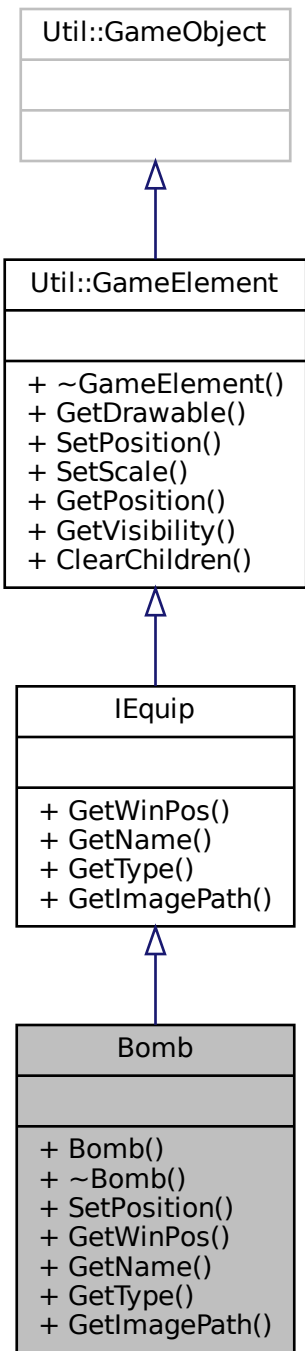 Util::GameObject
Util::GameElement
+ ~GameElement()
+ GetDrawable()
+ SetPosition()
+ SetScale()
+ GetPosition()
+ GetVisibility()
+ ClearChildren()
IEquip
+ GetWinPos()
+ GetName()
+ GetType()
+ GetImagePath()
Bomb
+ Bomb()
+ ~Bomb()
+ SetPosition()
+ GetWinPos()
+ GetName()
+ GetType()
+ GetImagePath()